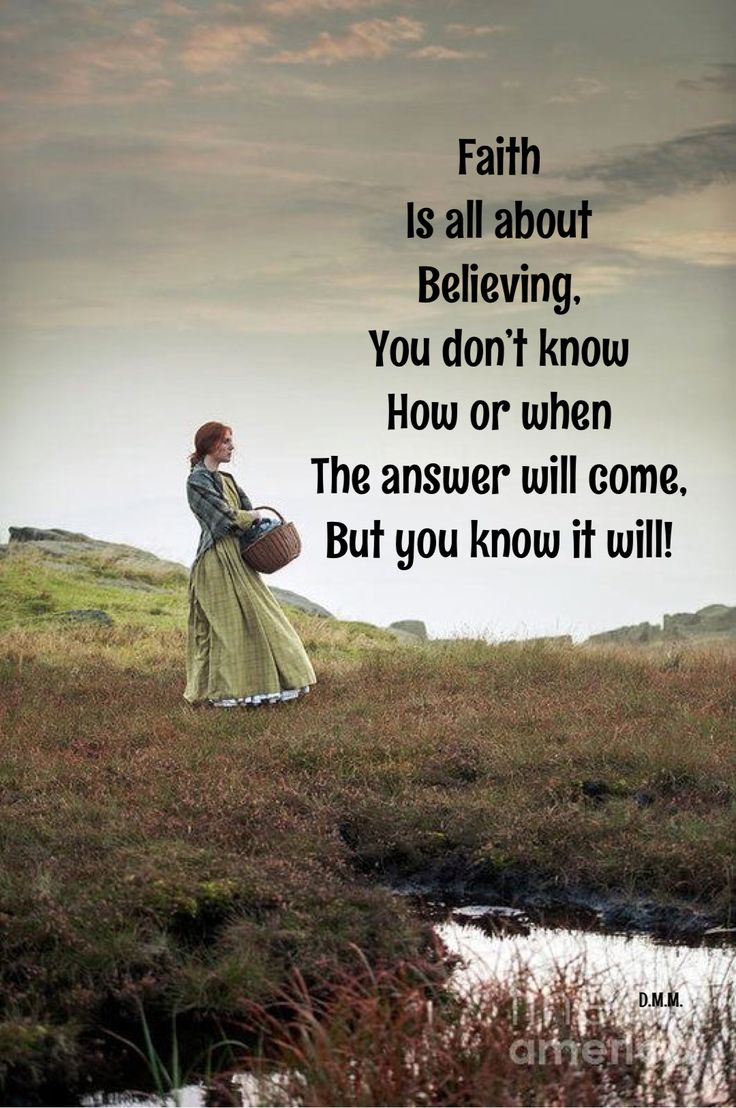 Faith
Is all about
Believing,
You don't know
How or when
The answer will come,
But you know it will!
D.M.M.
america